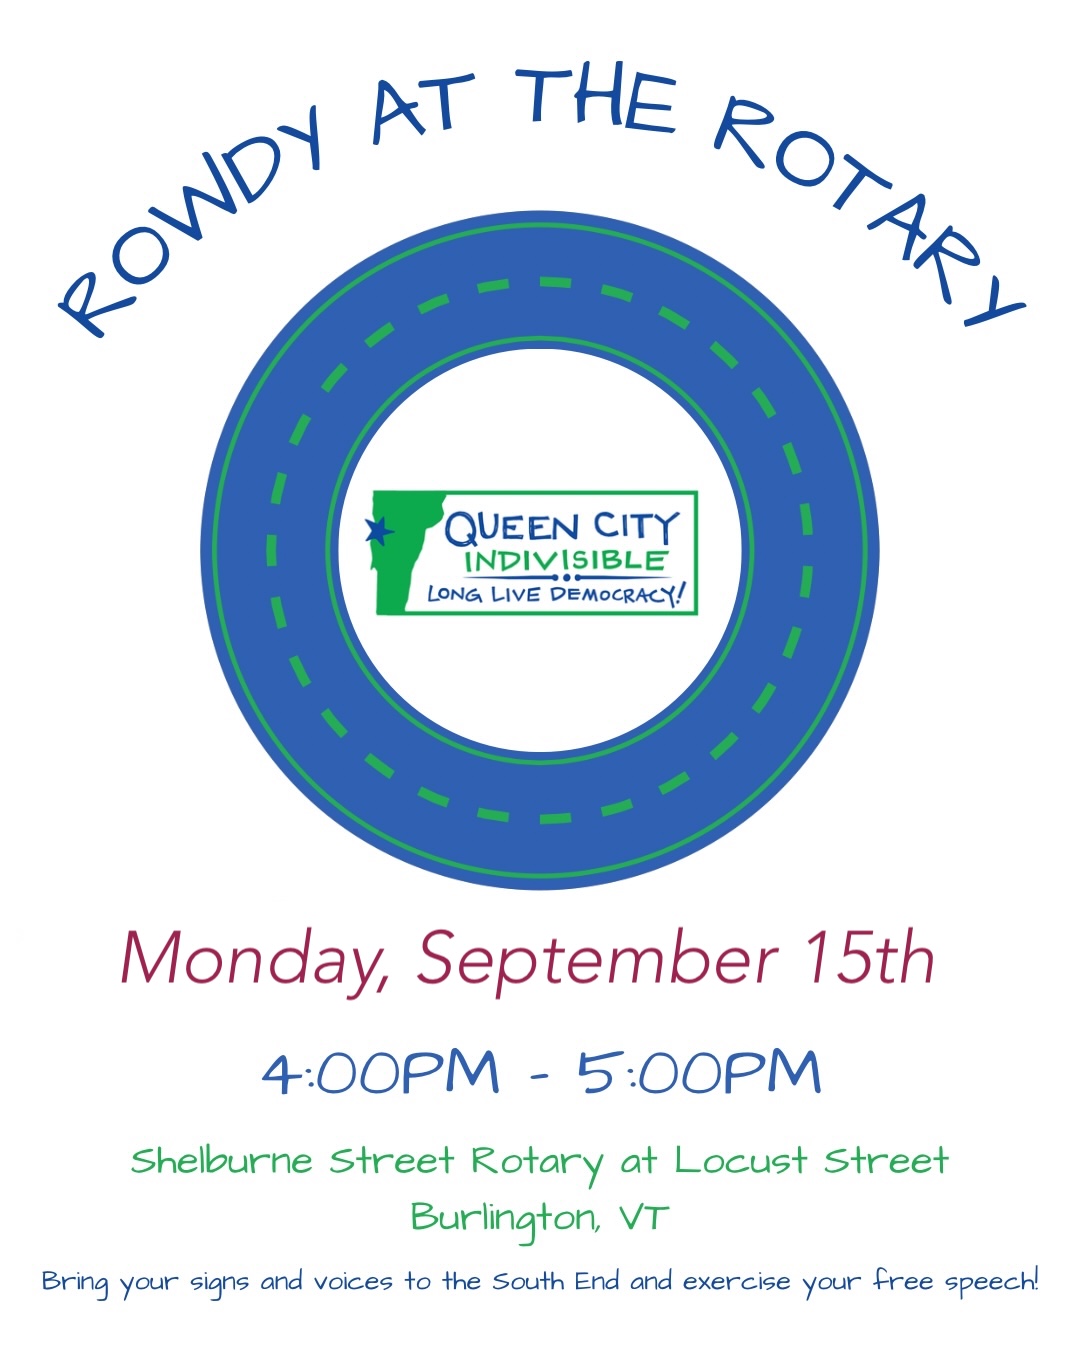 ROWDY AT THE ROTARY
QUEEN CITY
INDIVISIBLE
LONG LIVE DEMOCRACY!
Monday, September 15th
4:00PM - 5:00PM
Shelburne Street Rotary at Locust Street
Burlington, VT
Bring your signs and voices to the South End and exercise your free speech!